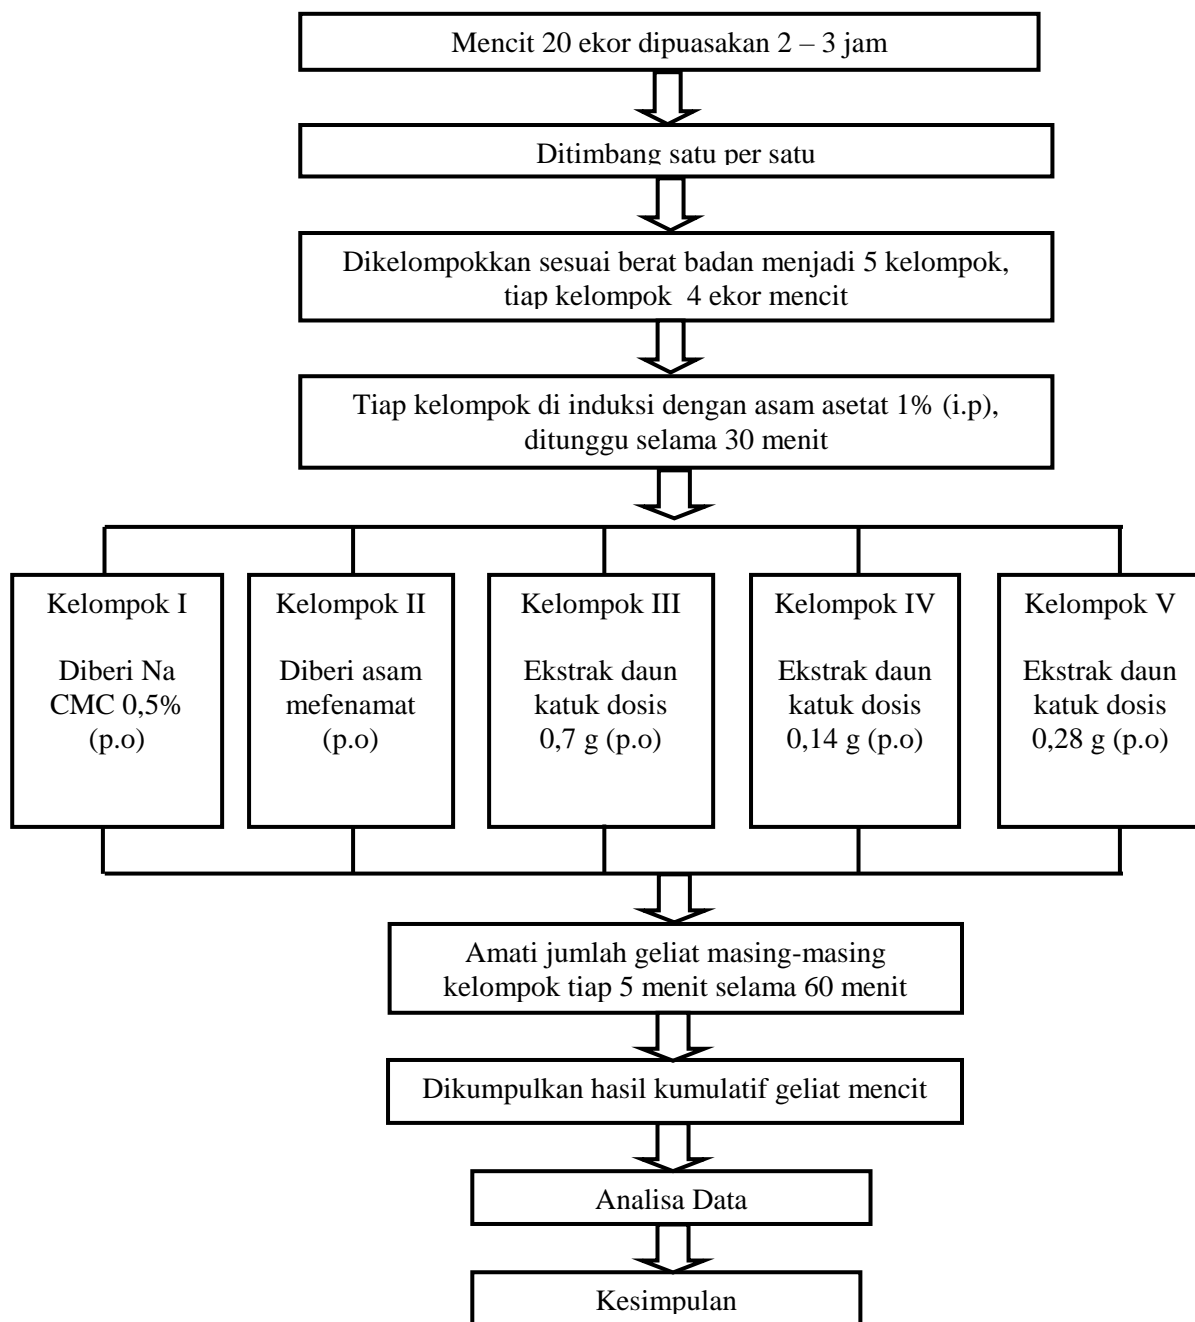 Mencit 20 ekor dipuasakan 2 – 3 jam
Ditimbang satu per satu
Dikelompokkan sesuai berat badan menjadi 5 kelompok,
tiap kelompok 4 ekor mencit
Tiap kelompok di induksi dengan asam asetat 1% (i.p),
ditunggu selama 30 menit
Kelompok I
Diberi Na
CMC 0,5%
(p.o)
Kelompok II
Diberi asam
mefenamat
(p.o)
Kelompok III
Ekstrak daun
katuk dosis
0,7 g (p.o)
Kelompok IV
Ekstrak daun
katuk dosis
0,14 g (p.o)
Kelompok V
Ekstrak daun
katuk dosis
0,28 g (p.o)
Amati jumlah geliat masing-masing
kelompok tiap 5 menit selama 60 menit
Dikumpulkan hasil kumulatif geliat mencit
Analisa Data
Kesimpulan